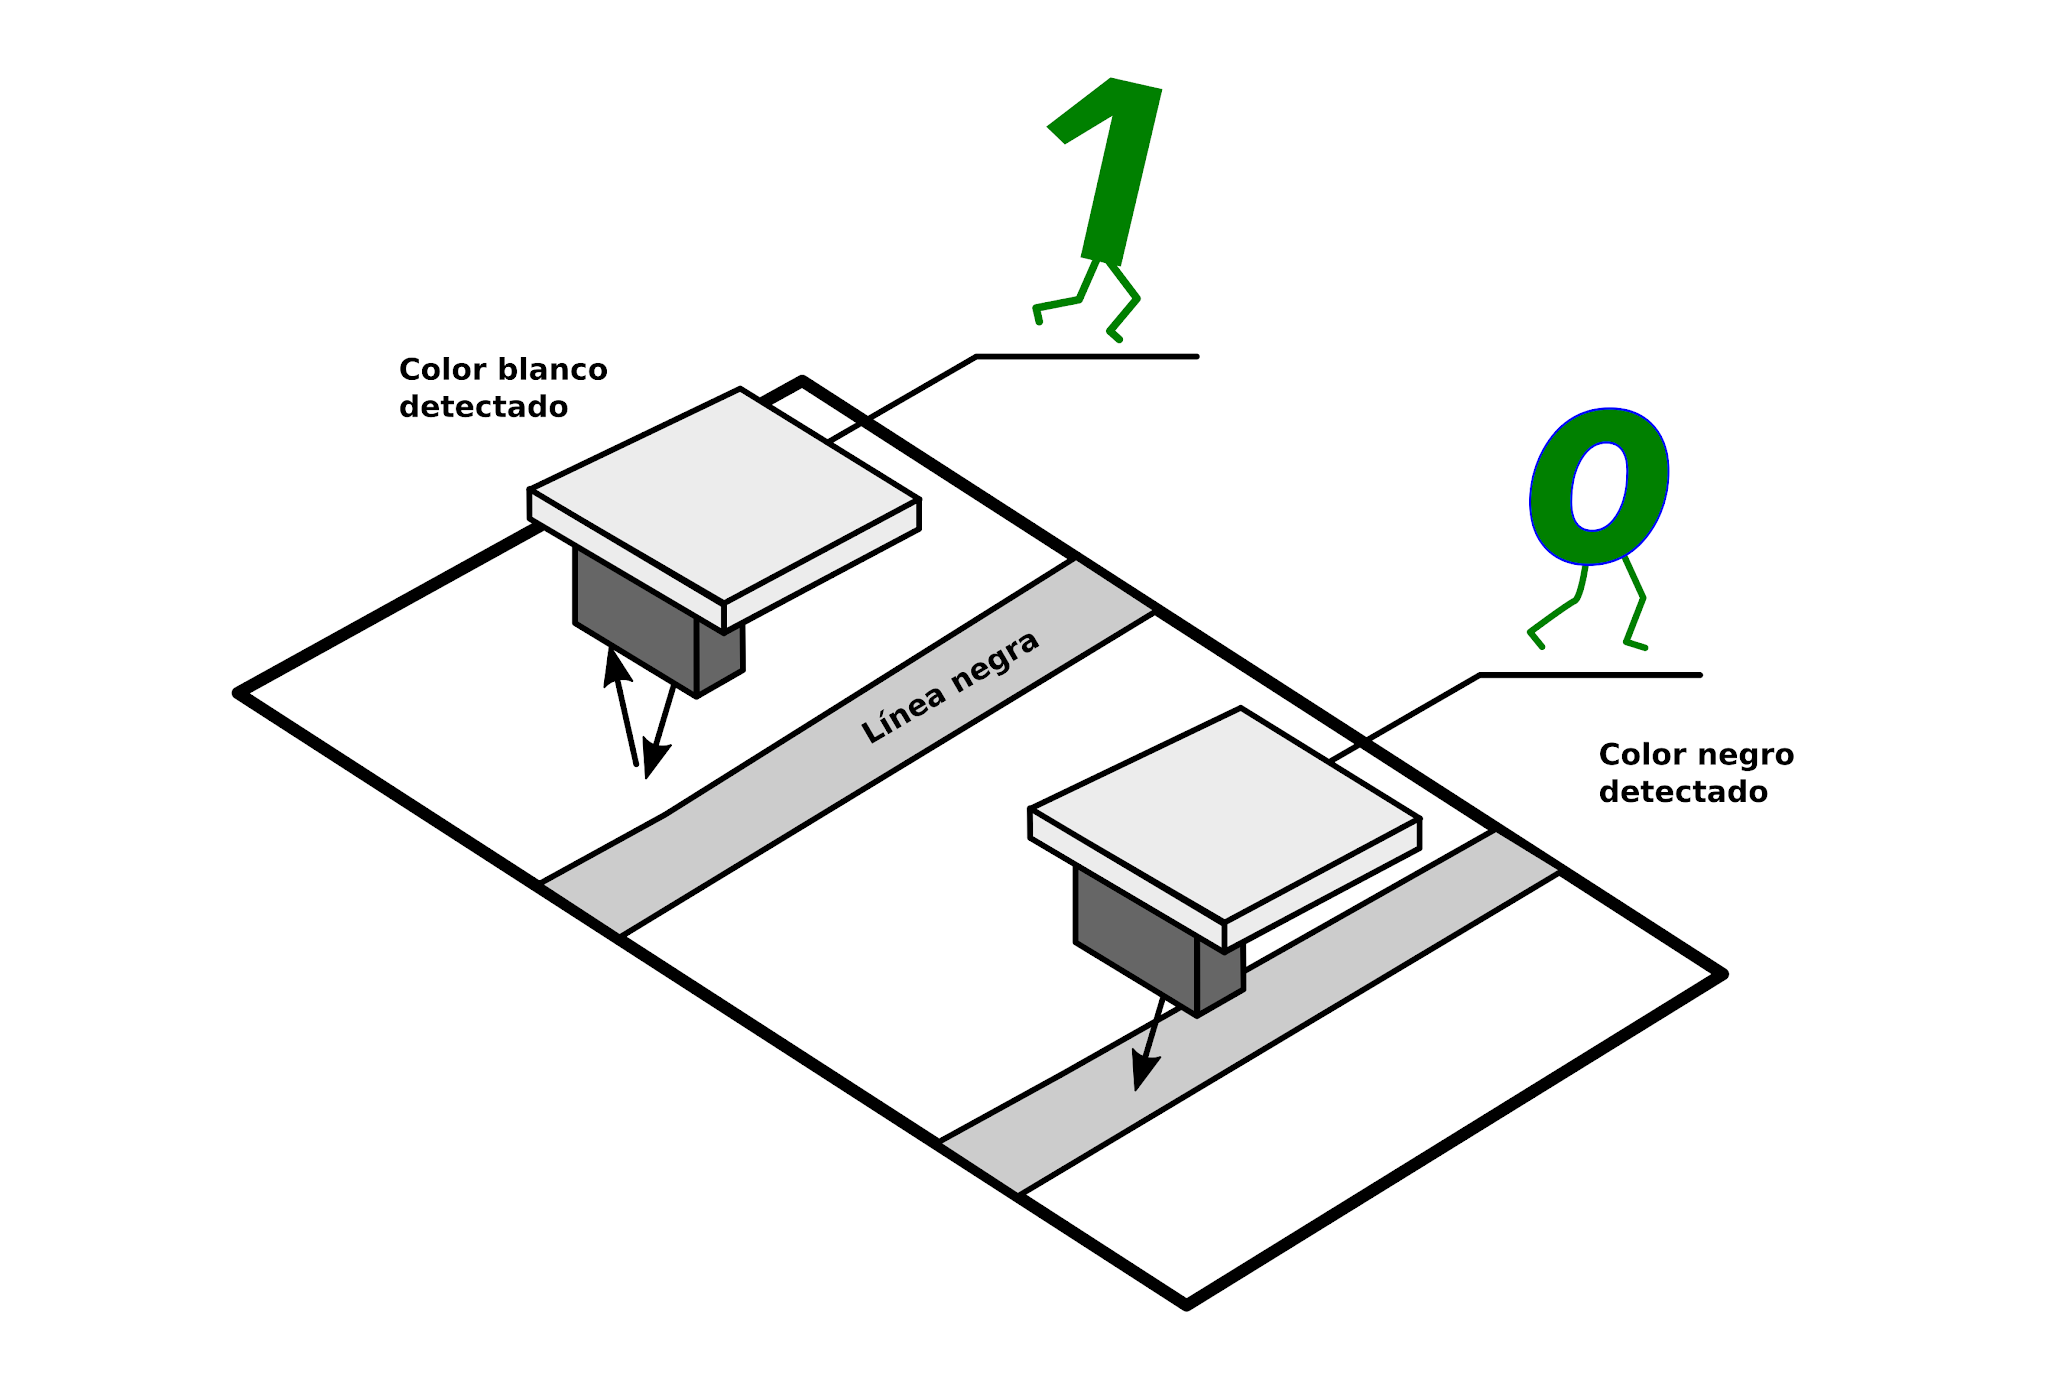 1
Color blanco
detectado
0
Línea negra
Color negro
detectado